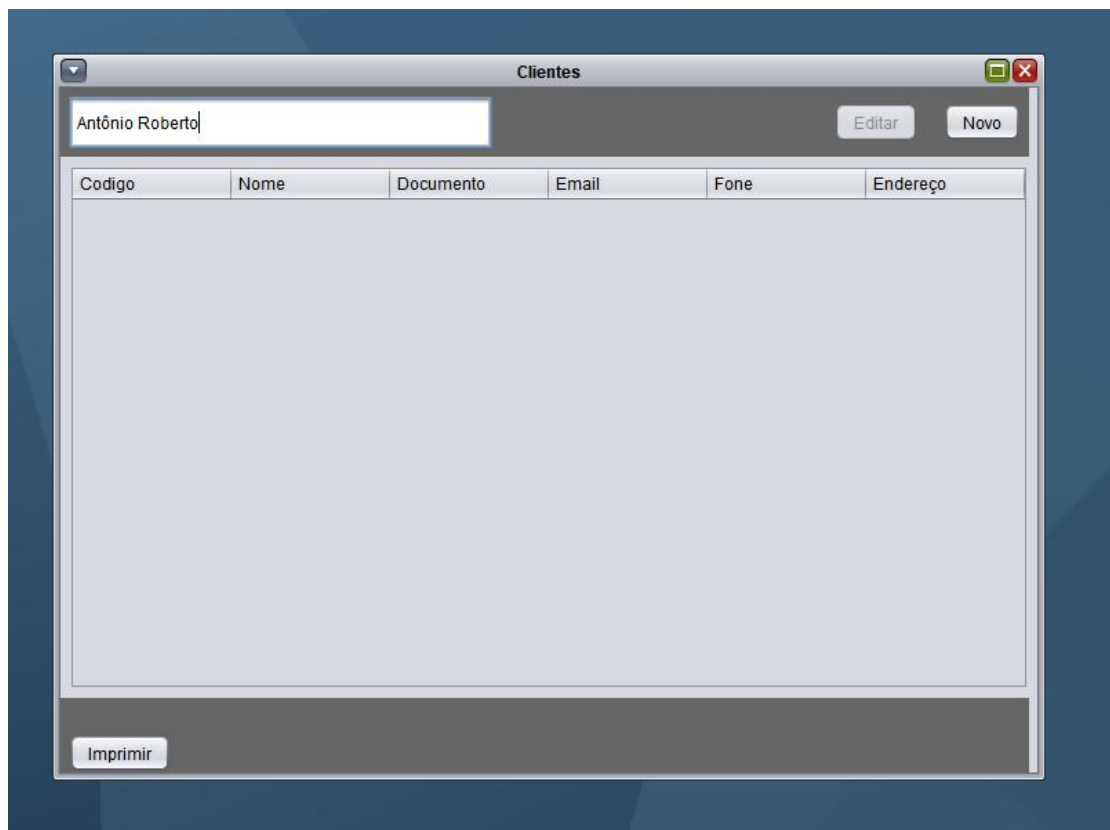 Clientes
Antônio Roberto
Editar
Novo
Codigo Nome Documento Email Fone Endereço
Imprimir